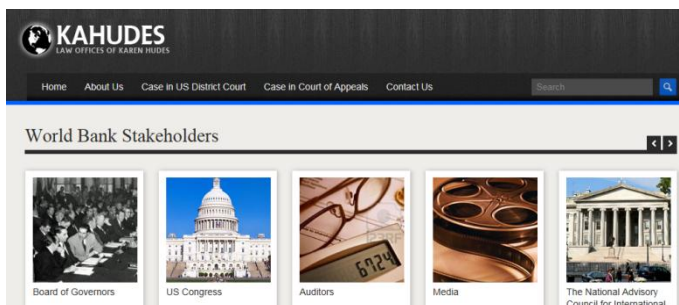 KAHUDES
LAW OFFICES OF KAREN HUDES
Home About Us Case in US District Court Case in Court of Appeals Contact Us Search
World Bank Stakeholders
67.24
Board of Governors US Congress Auditors Media The National Advisory
Council for International